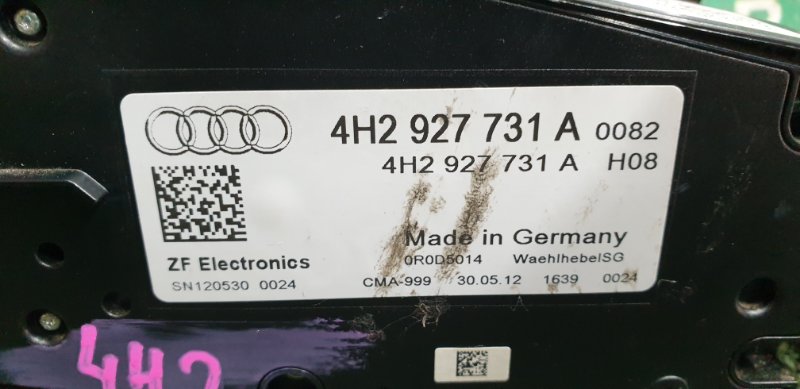 4H2 927 731 A 0082
4H2 927 731 A H08
Made in Germany
ZF Electronics
0R0D5014 WaehlhebelSG
SN120530 0024
CMA-999 30.05.12 1639 0024
4H2